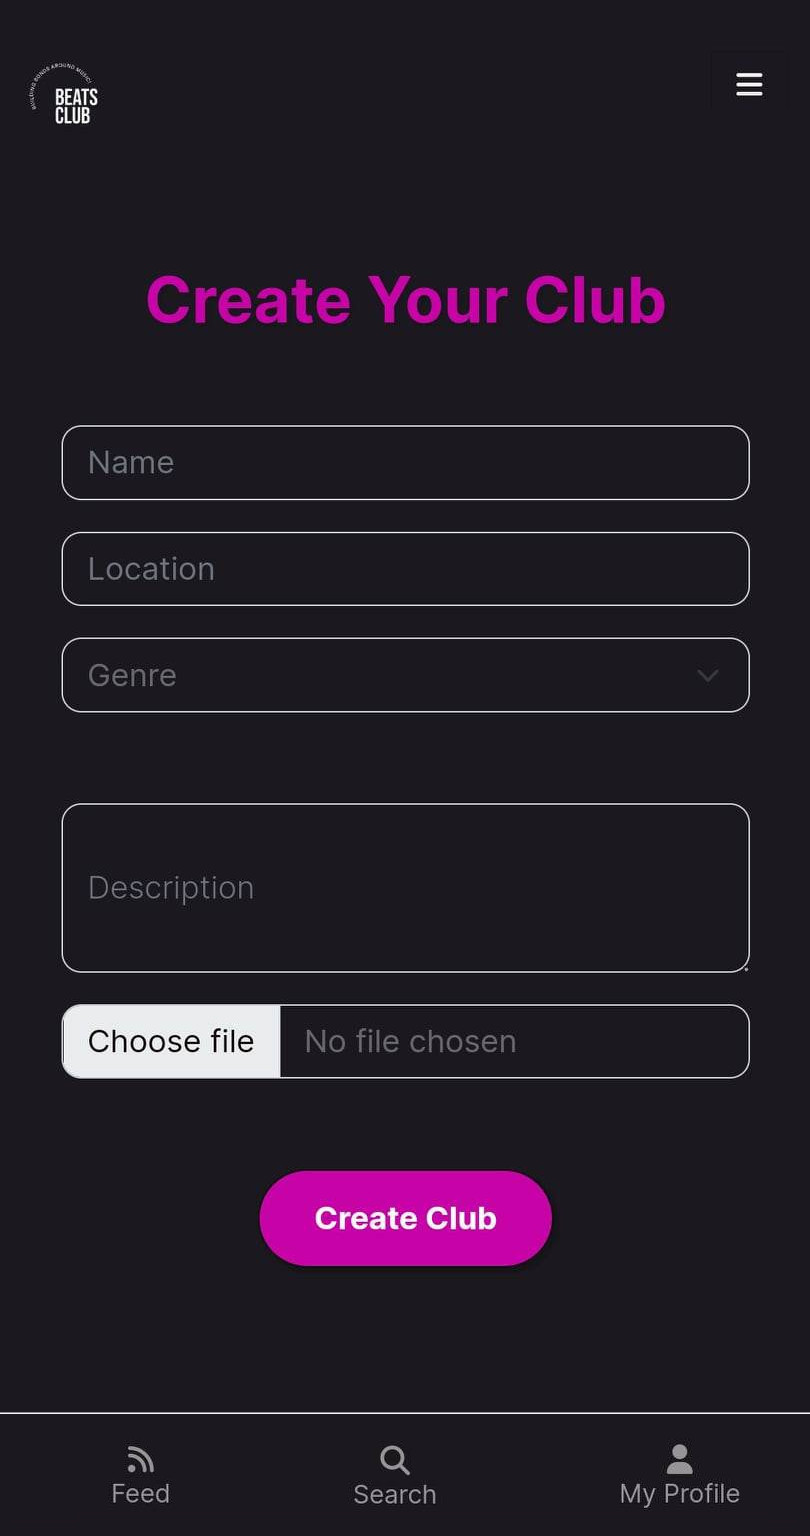 BUILDING BONDS AROUND MUSIC!
BEATS
CLUB
Create Your Club
Name
Location
Genre
Description
Choose file No file chosen
Create Club
Feed Search My Profile